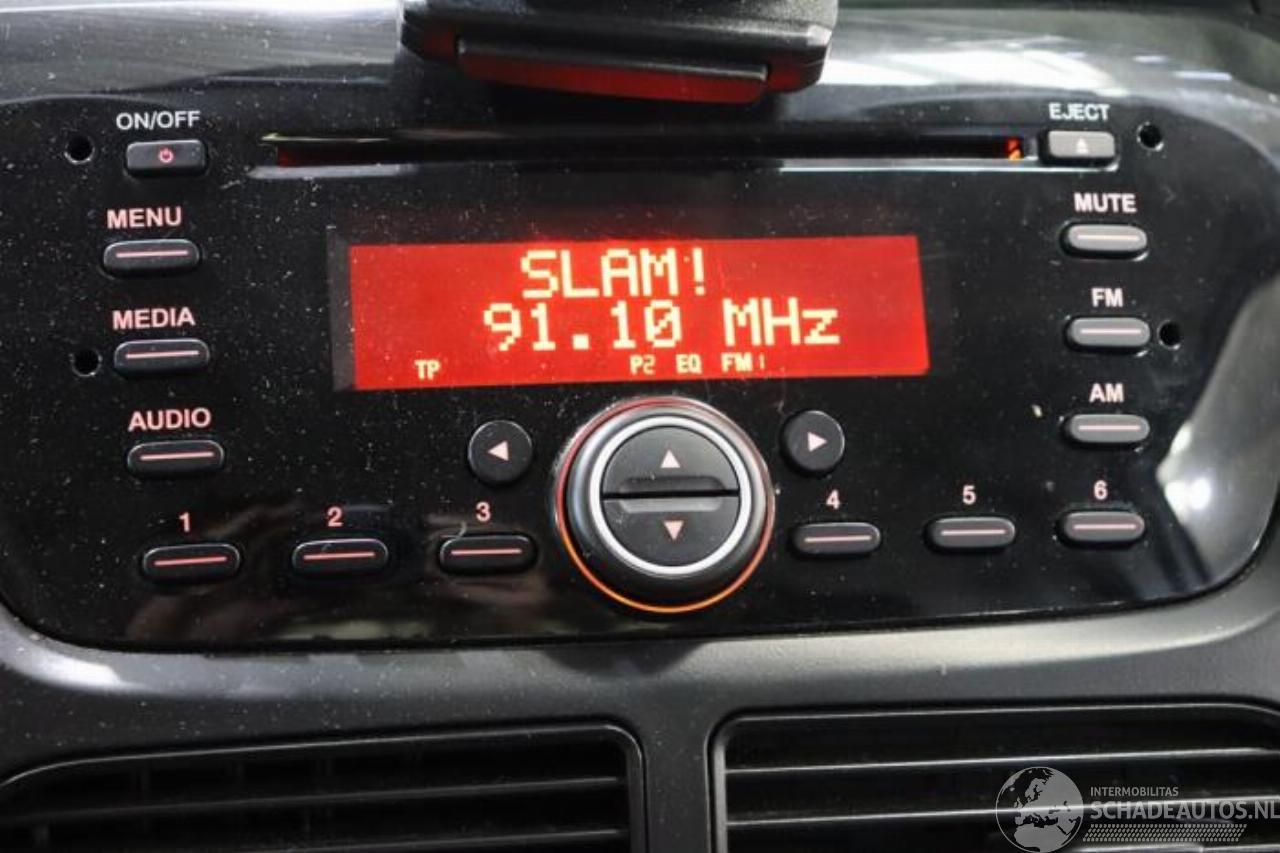 ON/OFF
EJECT
MENU
MUTE
SLAM!
91.10 MHz
TP P2 EQ FM1
MEDIA
FM
AUDIO
AM
1
2
3
4
5
6
INTERMOBILITAS
SCHADEAUTOS.NL